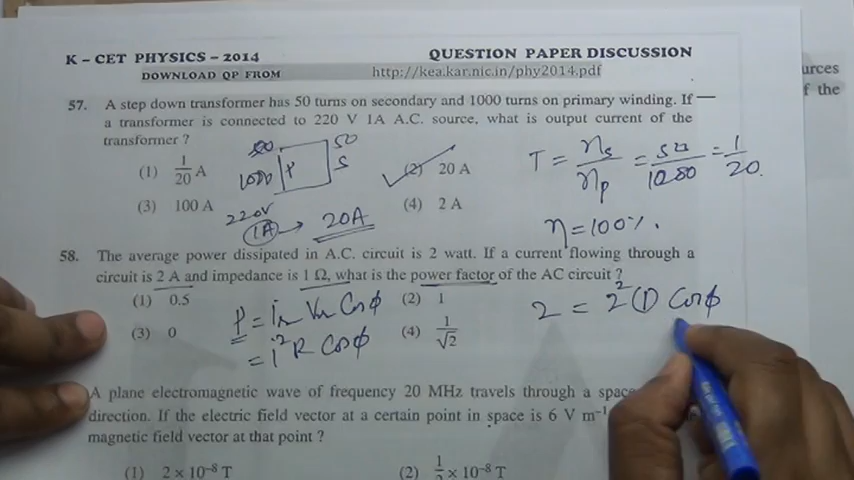 K – CET PHYSICS – 2014
QUESTION PAPER DISCUSSION
DOWNLOAD QP FROM
http://kea.kar.nic.in/phy2014.pdf
urces
f the
57. A step down transformer has 50 turns on secondary and 1000 turns on primary winding. If
a transformer is connected to 220 V 1A A.C. source, what is output current of the
transformer ?
(1) 1/20 A
(2) 20 A
(3) 100 A
(4) 2 A
50
1000 P S
220V
1A → 20A
T = ns/np = 50/1000 = 1/20.
η = 100%.
58. The average power dissipated in A.C. circuit is 2 watt. If a current flowing through a
circuit is 2 A and impedance is 1 Ω, what is the power factor of the AC circuit ?
(1) 0.5
(2) 1
(3) 0
(4) 1/√2
= i² R Cosϕ
2 = 2² (1) Cosϕ
A plane electromagnetic wave of frequency 20 MHz travels through a space
direction. If the electric field vector at a certain point in space is 6 V m⁻¹
magnetic field vector at that point ?
(1) 2 × 10⁻⁸ T
(2) × 10⁻⁸ T